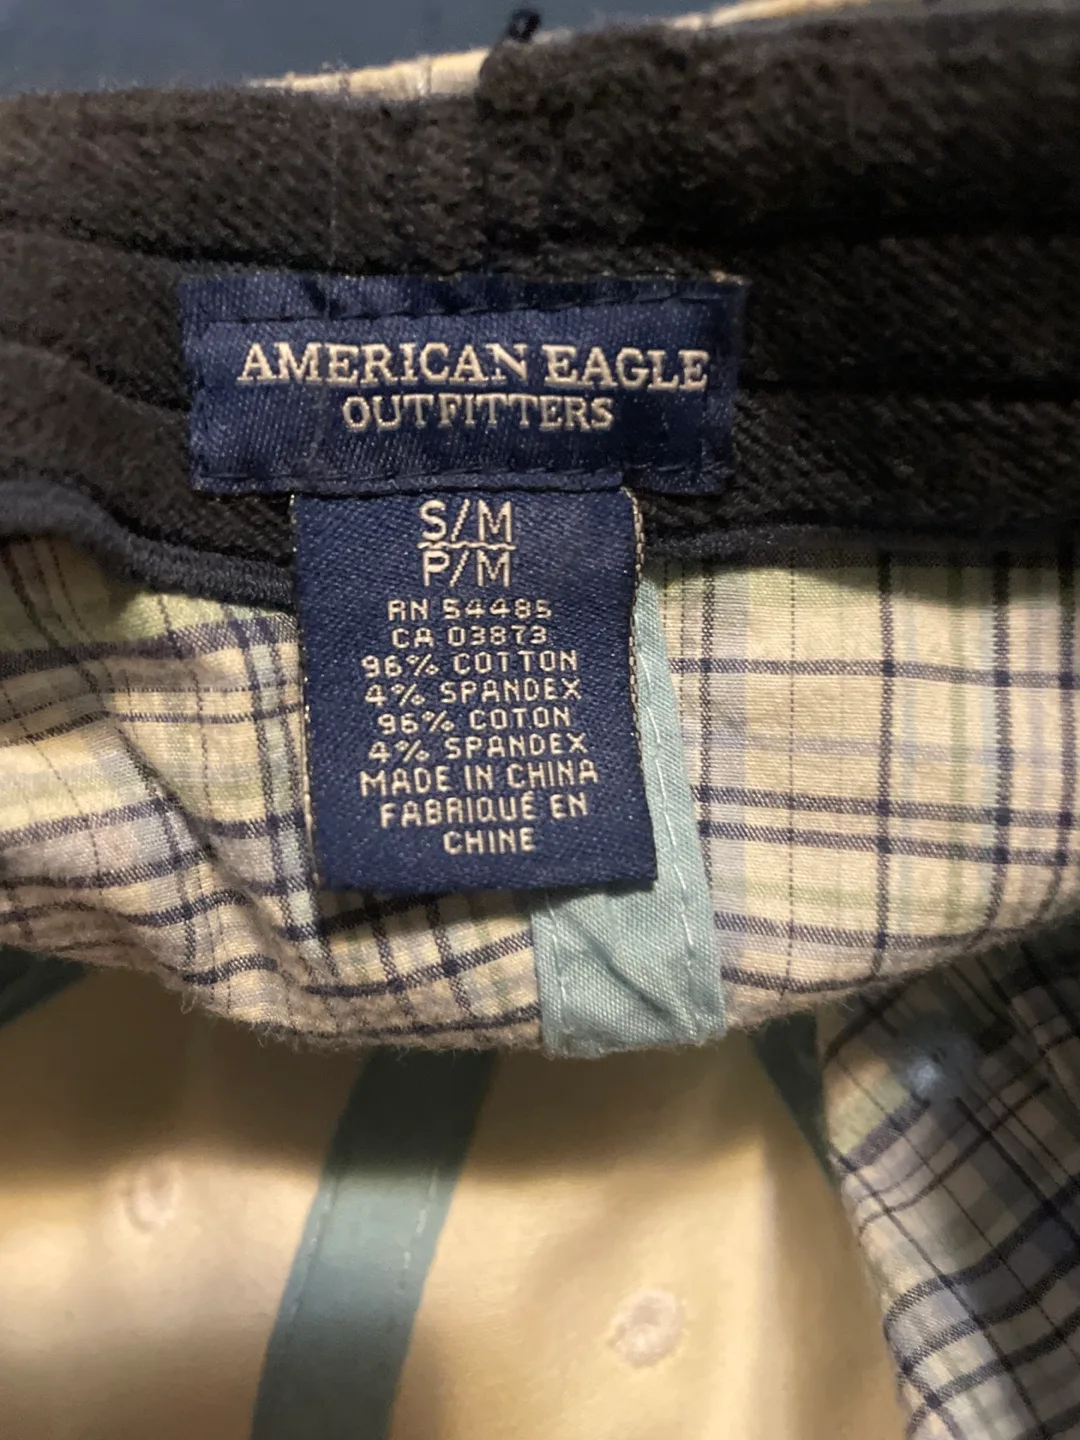 AMERICAN EAGLE
OUTFITTERS
S/M
P/M
RN 54485
CA 03873
96% COTTON
4% SPANDEX
96% COTON
4% SPANDEX
MADE IN CHINA
FABRIQUÉ EN
CHINE